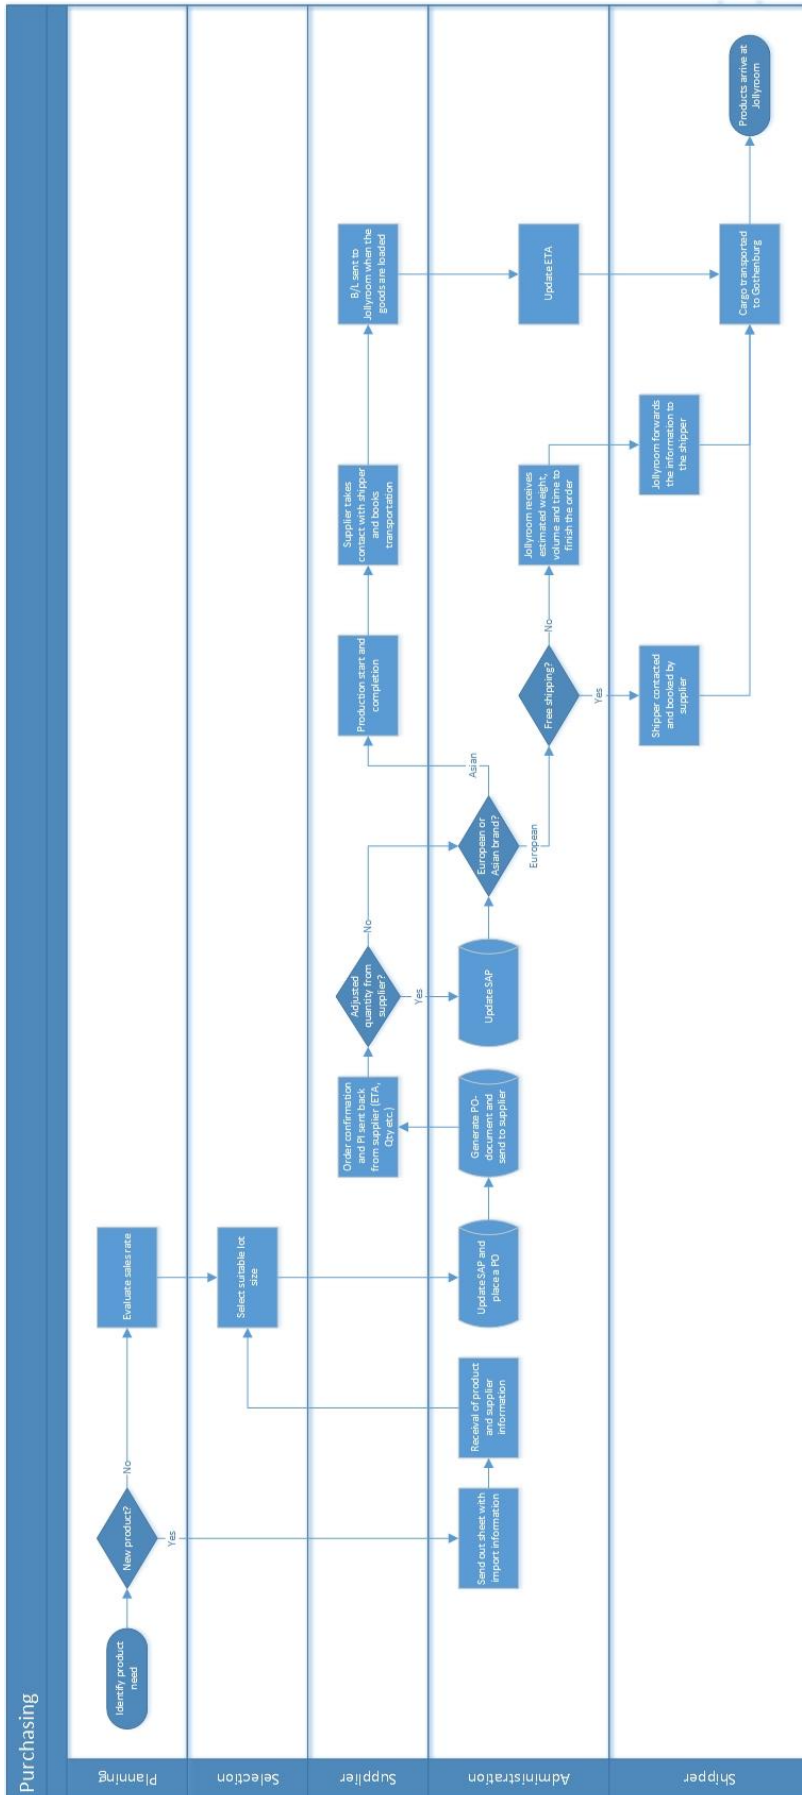 Purchasing
Planning
Identify product
need
New product?
No
Yes
Evaluate sales rate
Selection
Select suitable lot
size
Supplier
Order confirmation
and PI sent back
from supplier (ETA,
Qty etc.)
Adjusted
quantity from
supplier?
No
Yes
Production start and
completion
Supplier takes
contact with shipper
and books
transportation
B/L sent to
Jollyroom when the
goods are loaded
Administration
Send out sheet with
import information
Receival of product
and supplier
information
Update SAP and
place a PO
Generate PO-
document and
send to supplier
Update SAP
European or
Asian brand?
Asian
European
Free shipping?
No
Yes
Jollyroom receives
estimated weight,
volume and time to
finish the order
Update ETA
Shipper
Shipper contacted
and booked by
supplier
Jollyroom forwards
the information to
the shipper
Cargo transported
to Gothenburg
Products arrive at
Jollyroom